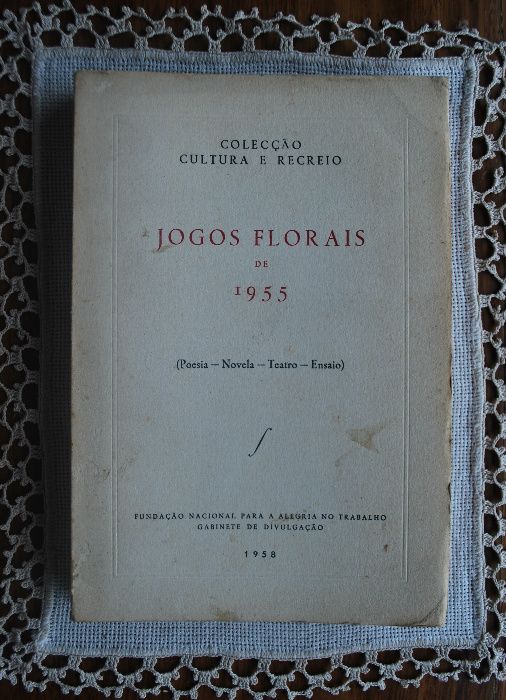 COLECÇÃO
CULTURA E RECREIO
JOGOS FLORAIS
DE
1955
(Poesia — Novela — Teatro — Ensaio)
FUNDAÇÃO NACIONAL PARA A ALEGRIA NO TRABALHO
GABINETE DE DIVULGAÇÃO
1958